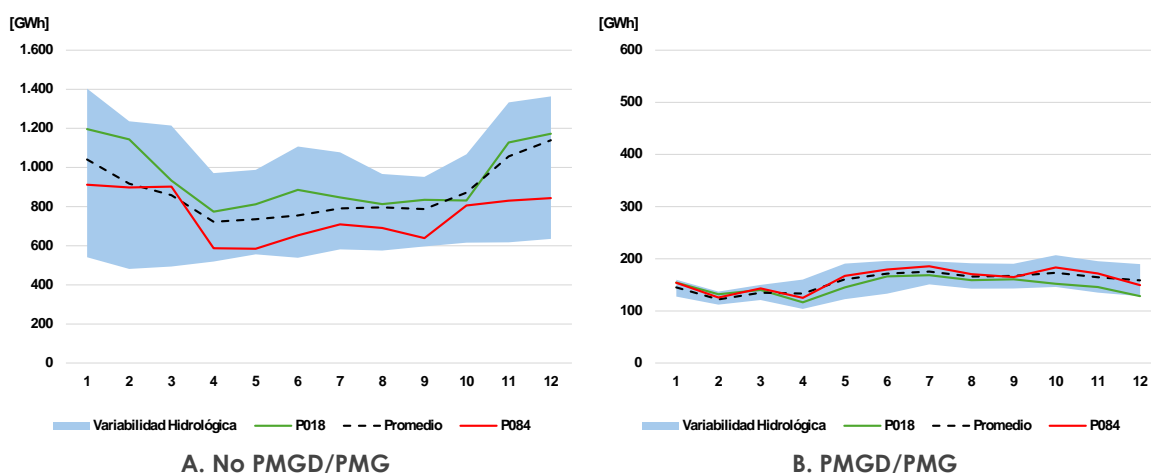 [GWh]
1.600
1.400
1.200
1.000
800
600
400
200
0
1 2 3 4 5 6 7 8 9 10 11 12
Variabilidad Hidrológica P018 Promedio P084
A. No PMGD/PMG
[GWh]
600
500
400
300
200
100
0
1 2 3 4 5 6 7 8 9 10 11 12
Variabilidad Hidrológica P018 Promedio P084
B. PMGD/PMG